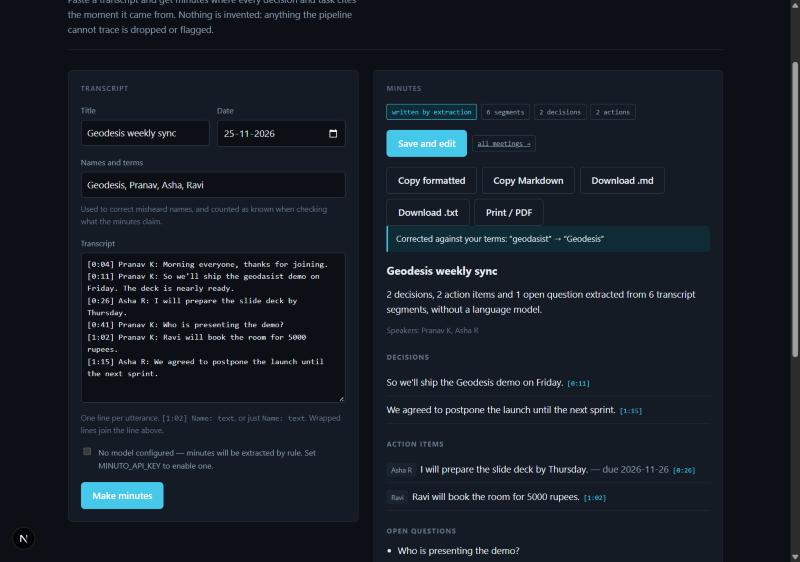 Paste a transcript and get minutes where every decision and task cites
the moment it came from. Nothing is invented: anything the pipeline
cannot trace is dropped or flagged.
TRANSCRIPT
Title
Date
Geodesis weekly sync
25-11-2026
Names and terms
Geodesis, Pranav, Asha, Ravi
Used to correct misheard names, and counted as known when checking
what the minutes claim.
Transcript
[0:04] Pranav K: Morning everyone, thanks for joining.
[0:11] Pranav K: So we'll ship the geodasist demo on
Friday. The deck is nearly ready.
[0:26] Asha R: I will prepare the slide deck by
Thursday.
[0:41] Pranav K: Who is presenting the demo?
[1:02] Pranav K: Ravi will book the room for 5000
rupees.
[1:15] Asha R: We agreed to postpone the launch until
the next sprint.
One line per utterance. [1:02] Name: text, or just Name: text. Wrapped
lines join the line above.
No model configured — minutes will be extracted by rule. Set
MINUTO_API_KEY to enable one.
Make minutes
N
MINUTES
written by extraction
6 segments
2 decisions
2 actions
Save and edit
all meetings →
Copy formatted
Copy Markdown
Download .md
Download .txt
Print / PDF
Corrected against your terms: "geodasist" → "Geodesis"
Geodesis weekly sync
2 decisions, 2 action items and 1 open question extracted from 6 transcript
segments, without a language model.
Speakers: Pranav K, Asha R
DECISIONS
So we'll ship the Geodesis demo on Friday. [0:11]
We agreed to postpone the launch until the next sprint. [1:15]
ACTION ITEMS
Asha R I will prepare the slide deck by Thursday. — due 2026-11-26 [0:26]
Ravi Ravi will book the room for 5000 rupees. [1:02]
OPEN QUESTIONS
• Who is presenting the demo?